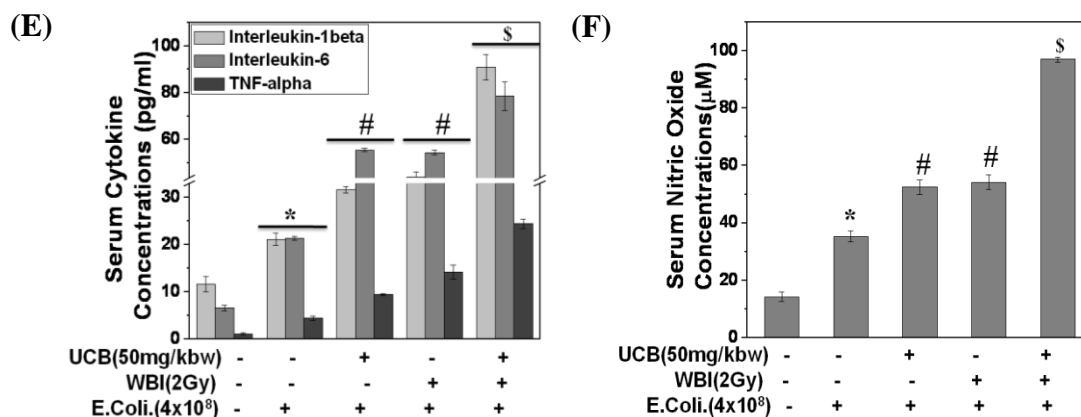 (E)
Serum Cytokine
Concentrations (pg/ml)
100
80
60
30
20
10
0
Interleukin-1beta
Interleukin-6
TNF-alpha
* # # $
UCB(50mg/kbw) - - + - +
WBI(2Gy) - - - + +
E.Coli.(4x10⁸) - + + + +
(F)
Serum Nitric Oxide
Concentrations(μM)
100
80
60
40
20
0
* # # $
UCB(50mg/kbw) - - + - +
WBI(2Gy) - - - + +
E.Coli.(4x10⁸) - + + + +